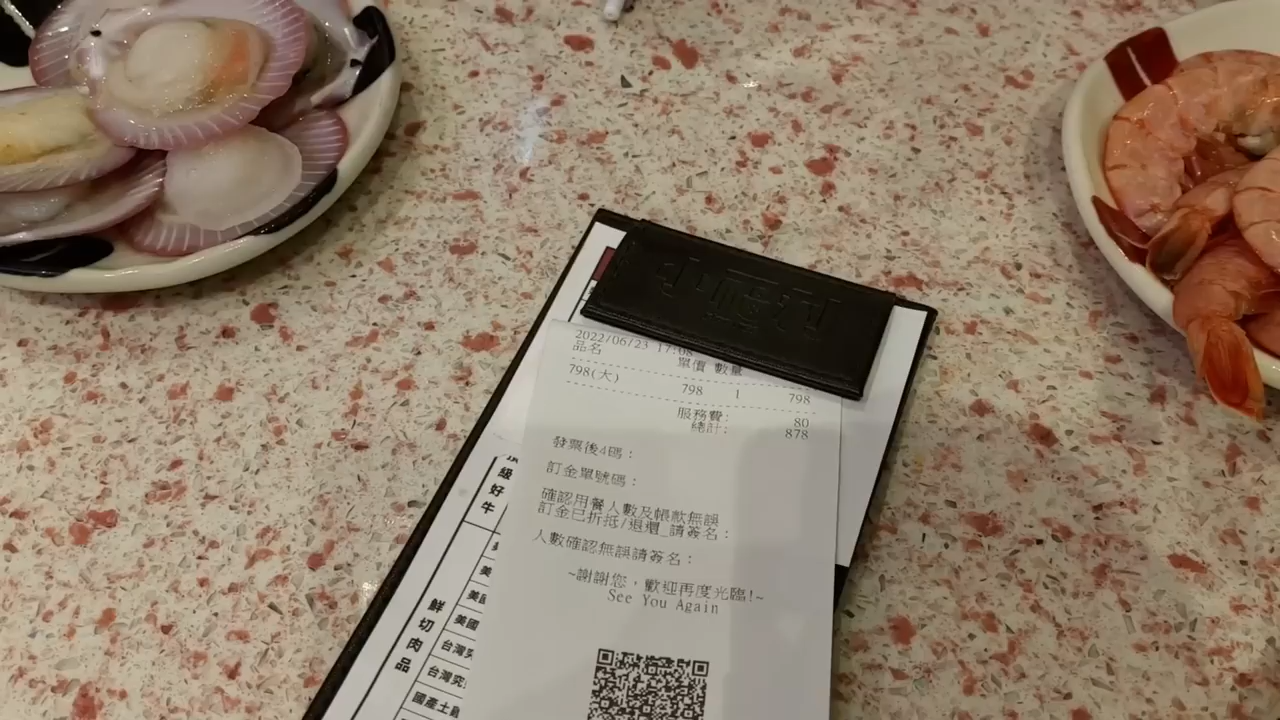 2022/06/23 17:08
品名 單價 數量
798(大) 798 1 798
服務費: 80
總計: 878
發票後4碼:
訂金單號碼:
確認用餐人數及帳款無誤
訂金已折抵/退還_請簽名:
人數確認無誤請簽名:
~謝謝您,歡迎再度光臨!~
See You Again
頂級好牛
鮮切肉品
美
美國
美國
台灣
台灣
國產土雞